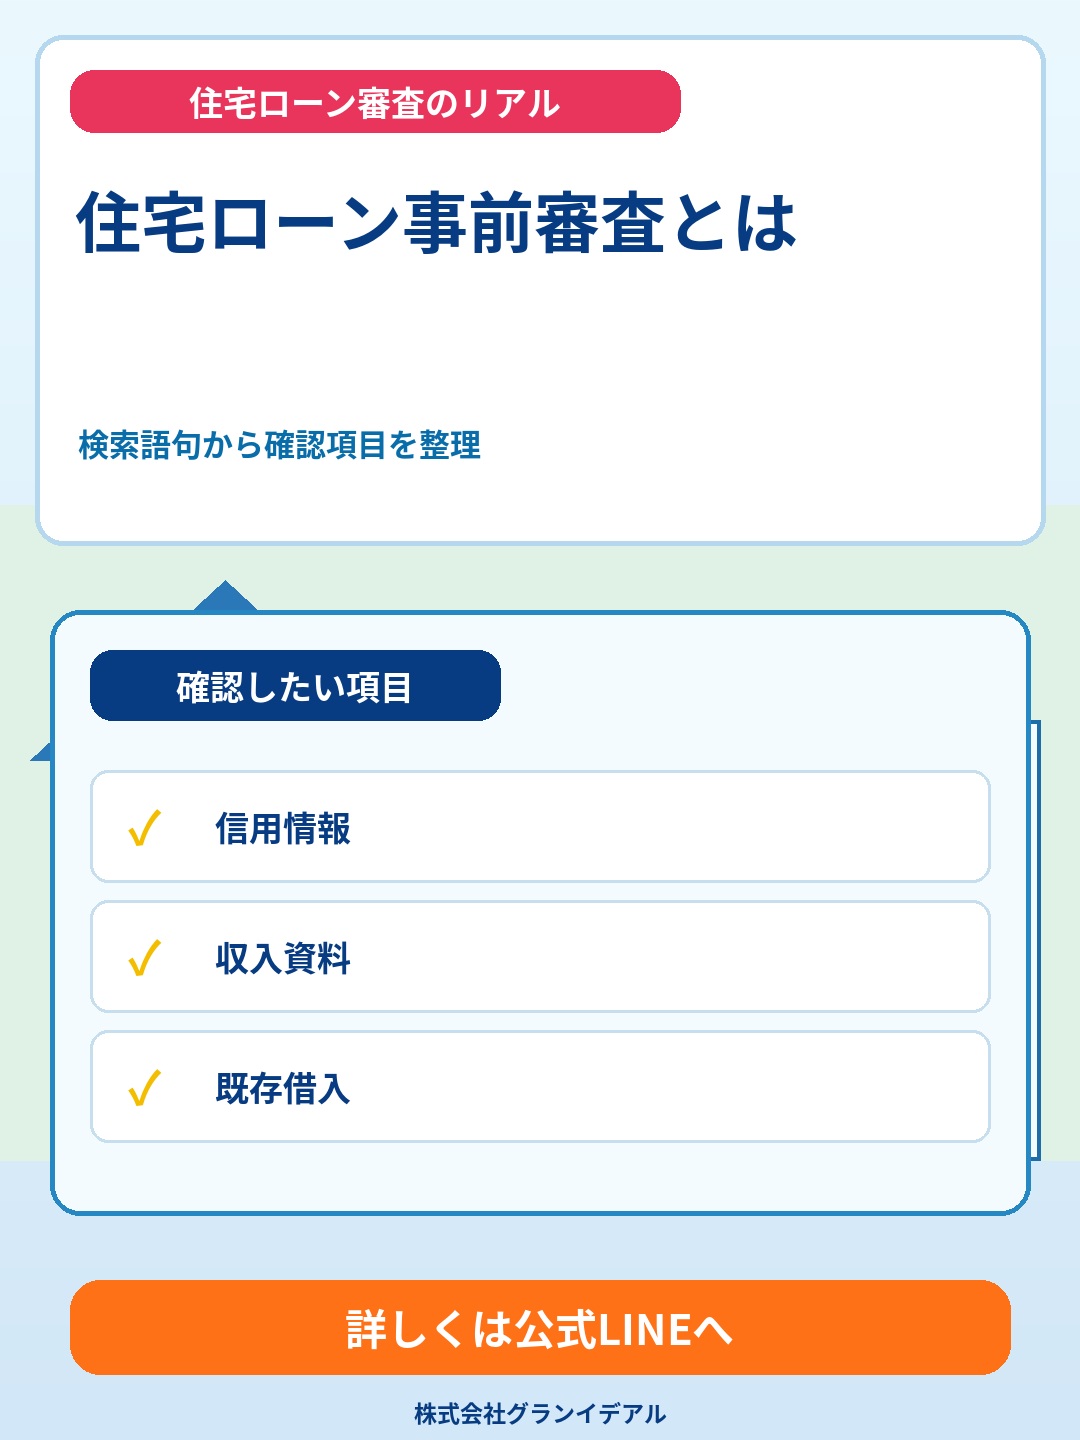 住宅ローン審査のリアル
住宅ローン事前審査とは
検索語句から確認項目を整理
確認したい項目
✓ 信用情報
✓ 収入資料
✓ 既存借入
詳しくは公式LINEへ
株式会社グランイデアル